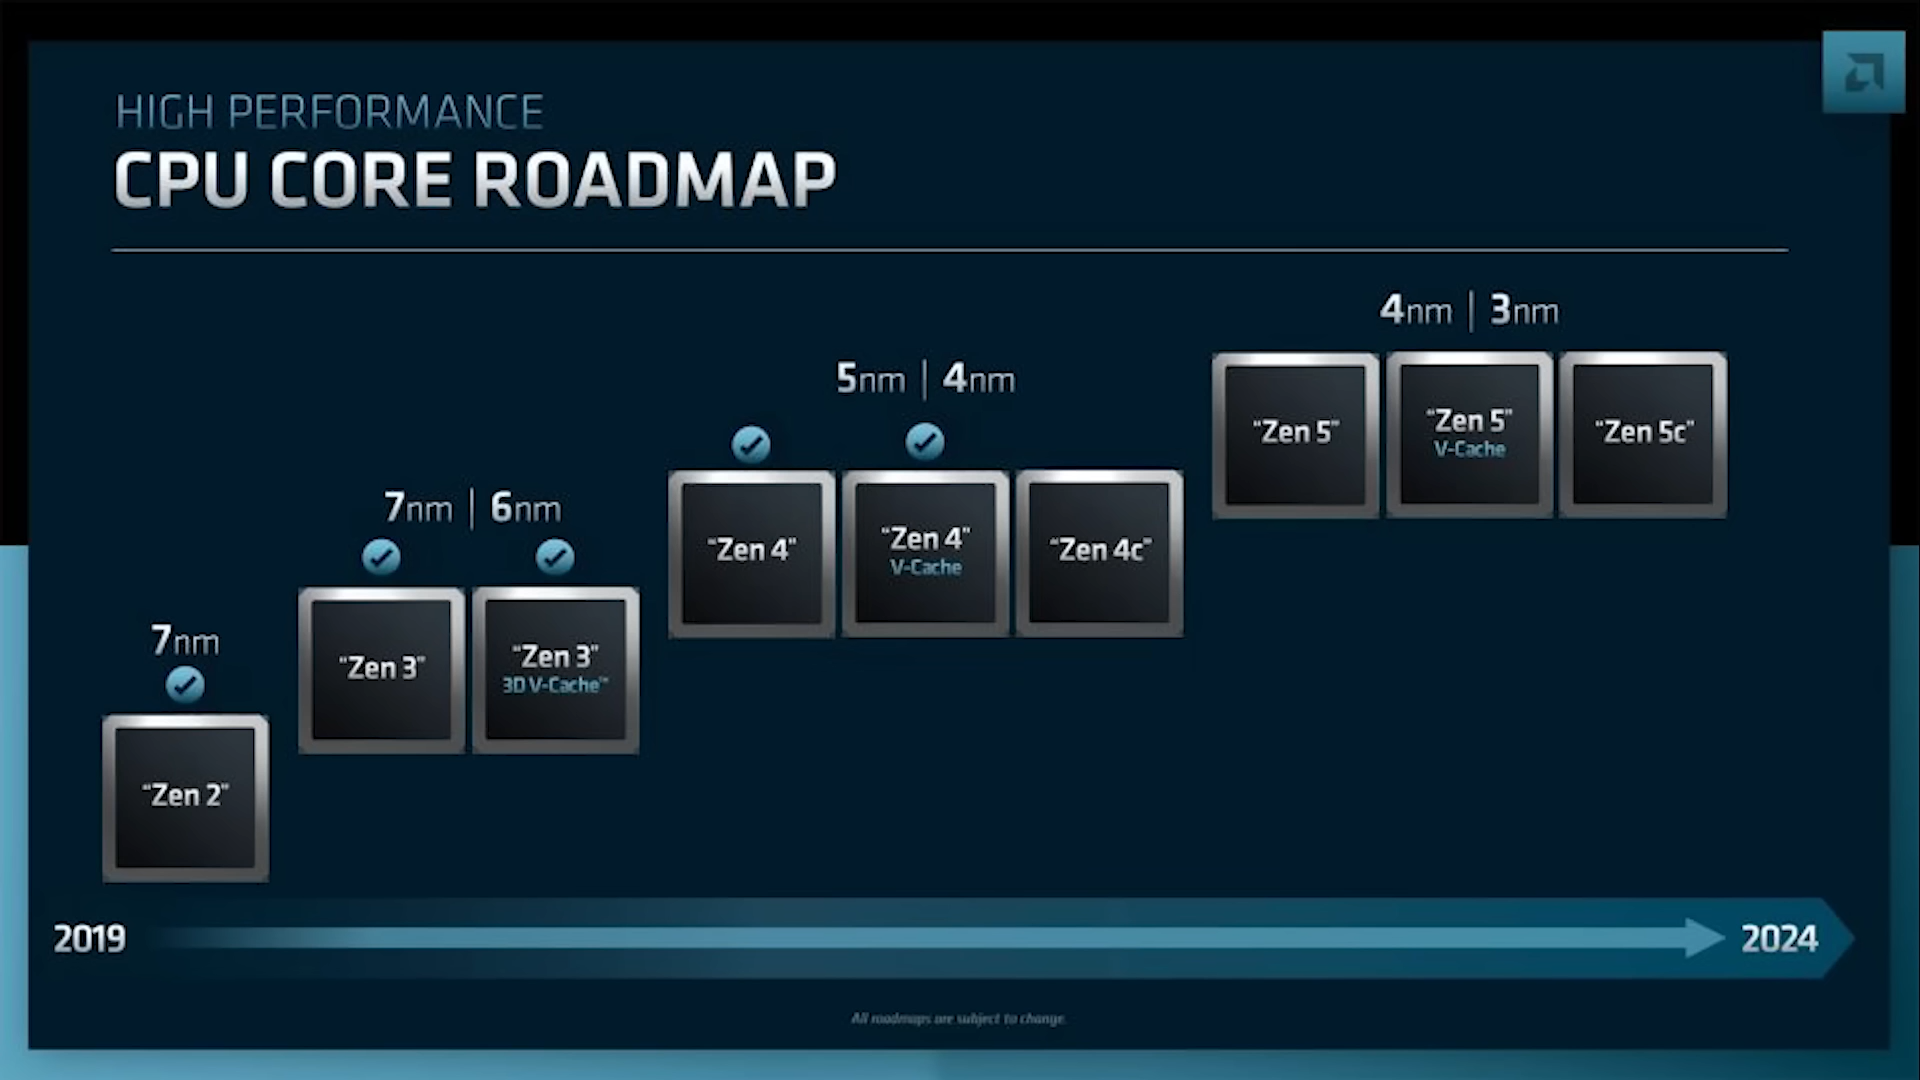 HIGH PERFORMANCE
CPU CORE ROADMAP
7nm
"Zen 2"
7nm | 6nm
"Zen 3"
"Zen 3"
3D V-Cache™
5nm | 4nm
"Zen 4"
"Zen 4"
V-Cache
"Zen 4c"
4nm | 3nm
"Zen 5"
"Zen 5"
V-Cache
"Zen 5c"
2019
2024
All roadmaps are subject to change.